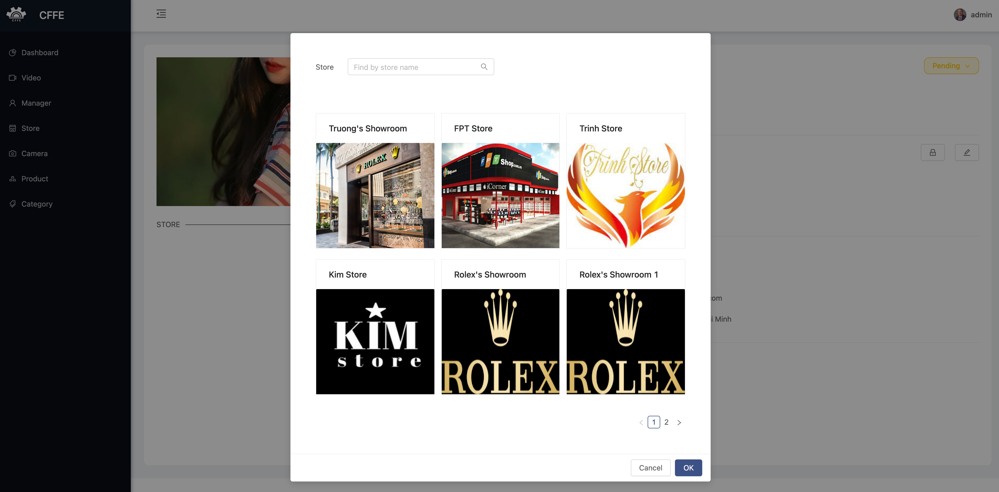 CFFE
CFFE
admin
Dashboard
Video
Manager
Store
Camera
Product
Category
Pending
STORE
com
i Minh
Store
Find by store name
Truong's Showroom
FPT Store
Trinh Store
ROLEX
FPT Shop.com.vn
iCorner
Trinh Store
Kim Store
Rolex's Showroom
Rolex's Showroom 1
KIM
store
ROLEX
ROLEX
1
2
Cancel
OK